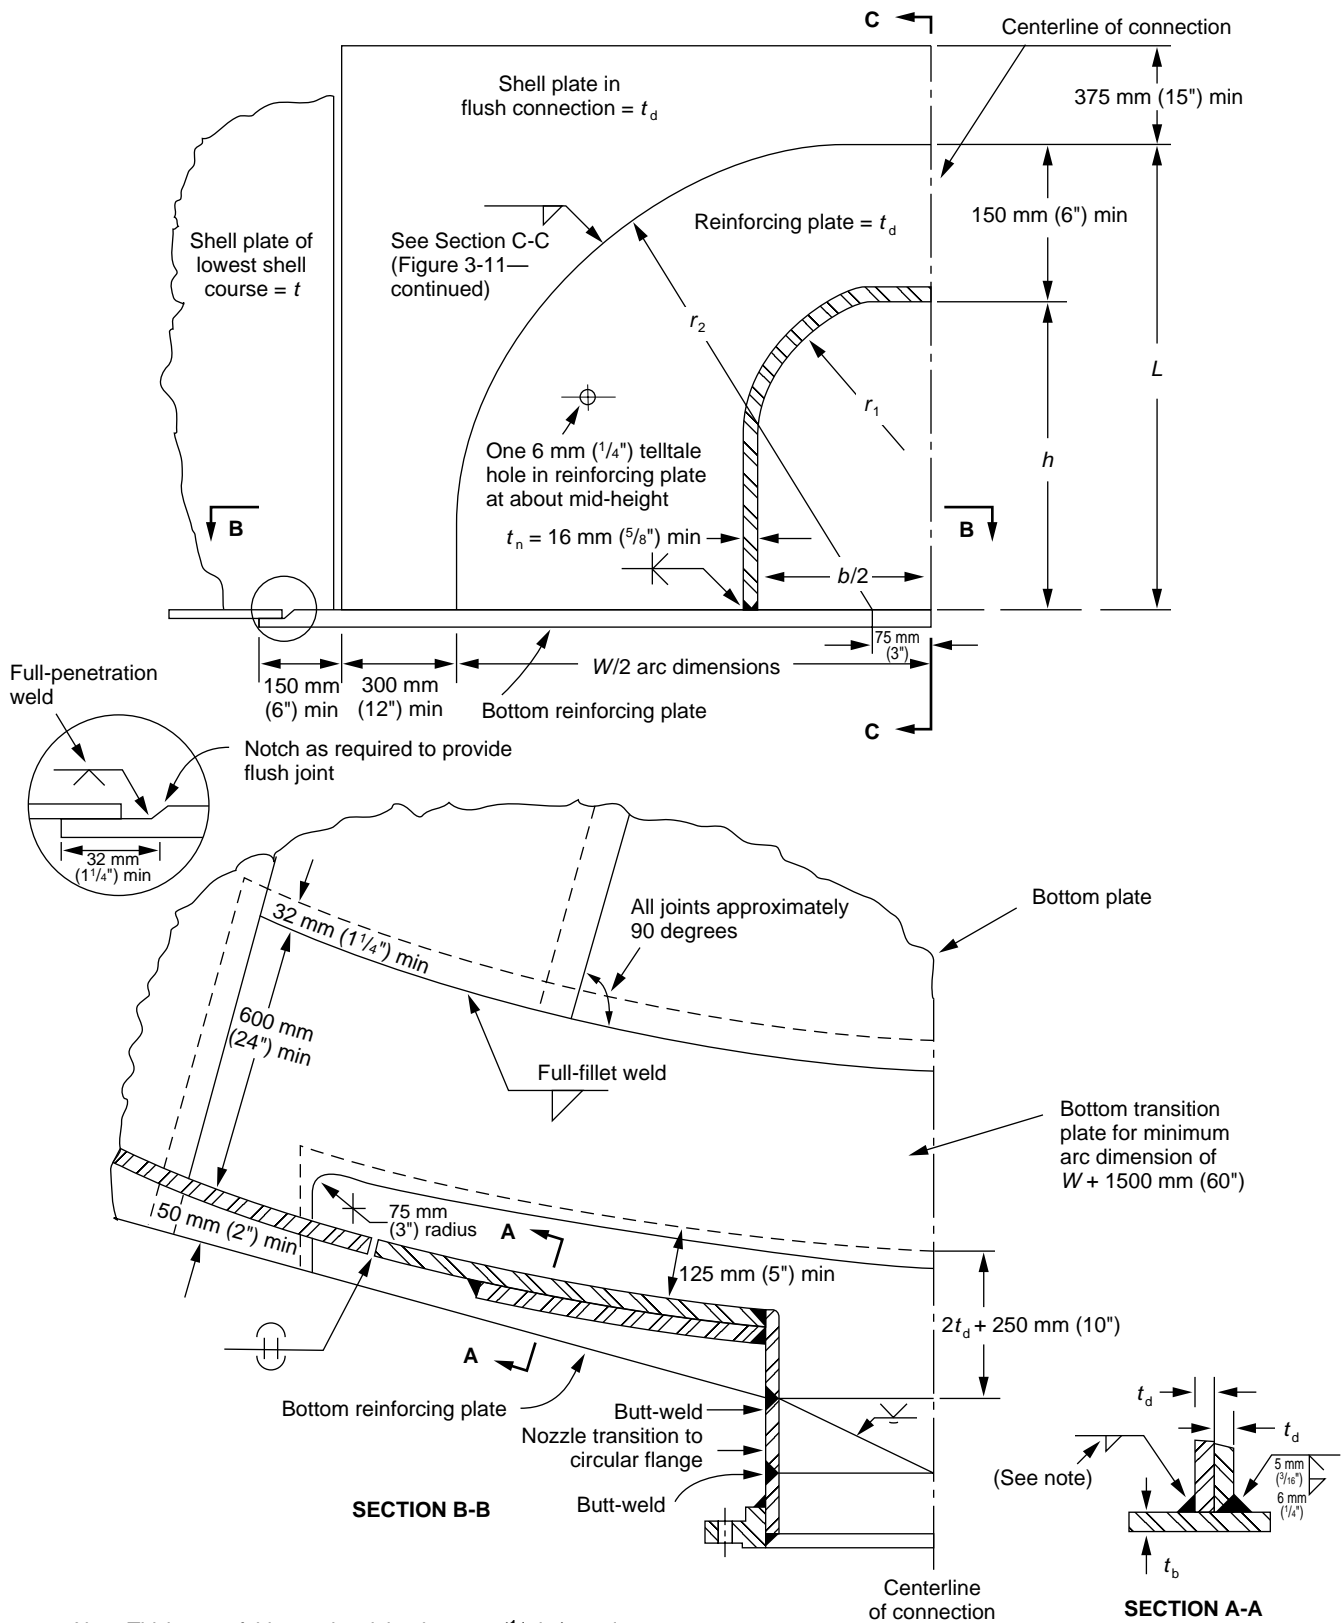 C
Centerline of connection
Shell plate in
flush connection = td
375 mm (15") min
150 mm (6") min
Reinforcing plate = td
Shell plate of
lowest shell
course = t
See Section C-C
(Figure 3-11—
continued)
r2
r1
L
h
One 6 mm (1/4") telltale
hole in reinforcing plate
at about mid-height
B
B
tn = 16 mm (5/8") min
b/2
75 mm
(3")
W/2 arc dimensions
150 mm
(6") min
300 mm
(12") min
Bottom reinforcing plate
C
Full-penetration
weld
Notch as required to provide
flush joint
32 mm
(11/4") min
Bottom plate
All joints approximately
90 degrees
32 mm (11/4") min
600 mm
(24") min
Full-fillet weld
Bottom transition
plate for minimum
arc dimension of
W + 1500 mm (60")
75 mm
(3") radius
50 mm (2") min
A
125 mm (5") min
2td + 250 mm (10")
A
Bottom reinforcing plate
Butt-weld
Nozzle transition to
circular flange
Butt-weld
SECTION B-B
td
td
(See note)
5 mm
(3/16")
6 mm
(1/4")
tb
Centerline
of connection
SECTION A-A